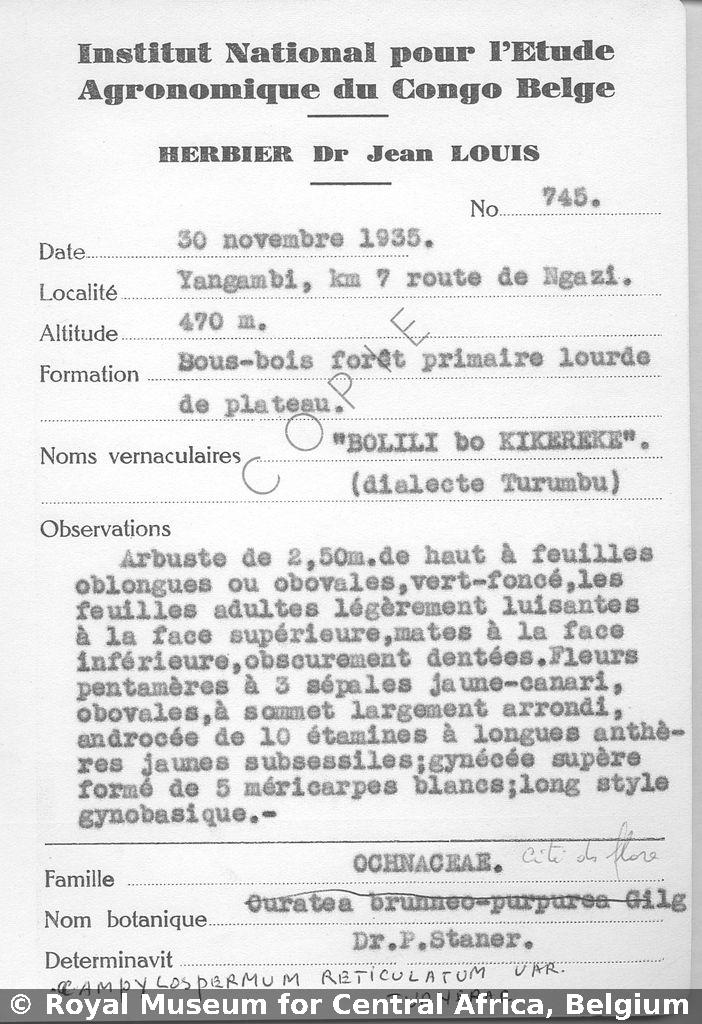 Institut National pour l'Etude
Agronomique du Congo Belge
HERBIER Dr Jean LOUIS
No 745.
Date 30 novembre 1935.
Localité Yangambi, km 7 route de Ngazi.
Altitude 470 m.
Formation Sous-bois forêt primaire lourde
de plateau.
COPIE
Noms vernaculaires "BOLILI bo KIKEREKE".
(dialecte Turumbu)
Observations
Arbuste de 2,50m.de haut à feuilles
oblongues ou obovales,vert-foncé,les
feuilles adultes légèrement luisantes
à la face supérieure,mates à la face
inférieure,obscurement dentées.Fleurs
pentamères à 3 sépales jaune-canari,
obovales,à sommet largement arrondi,
androcée de 10 étamines à longues anthè-
res jaunes subsessiles;gynécée supère
formé de 5 méricarpes blancs;long style
gynobasique.-
Famille OCHNACEAE. flore
Nom botanique Ouratea brunneo-purpurea Gilg
Determinavit Dr.P.Staner.
CAMPYLOSPERMUM RETICULATUM VAR.
© Royal Museum for Central Africa, Belgium